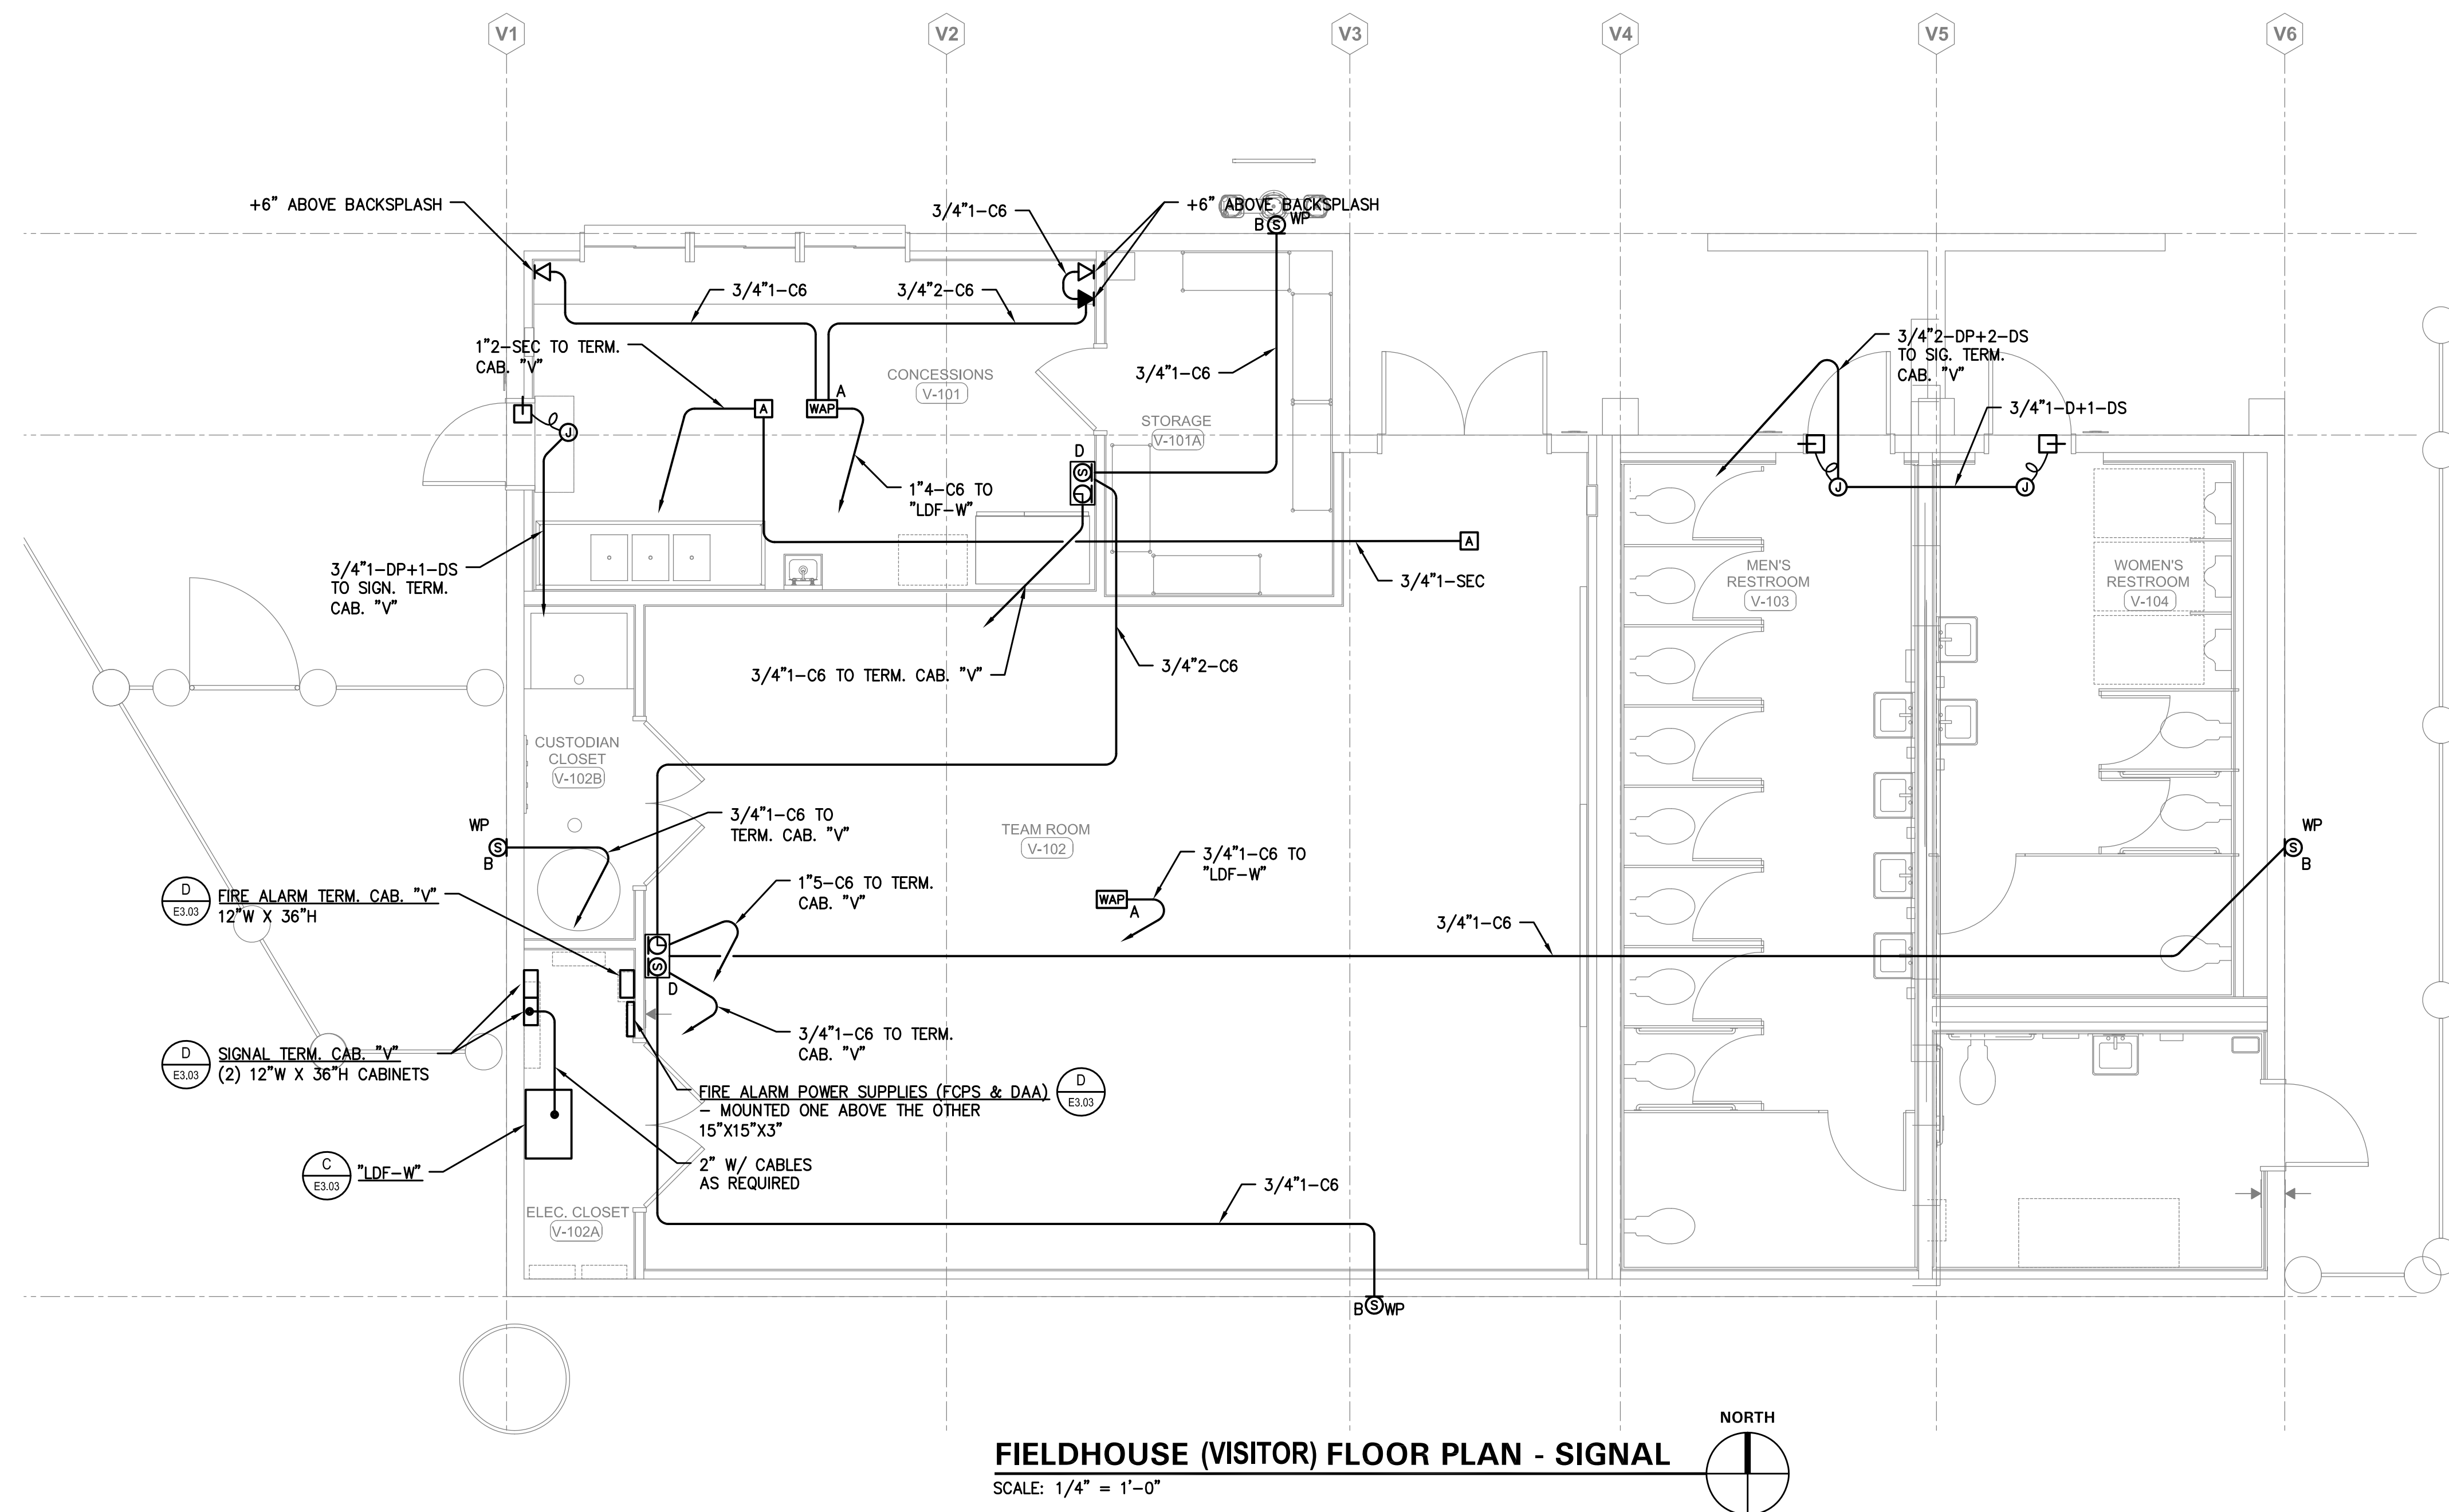 V1
V2
V3
V4
V5
V6
+6" ABOVE BACKSPLASH
3/4"1-C6
+6" ABOVE BACKSPLASH
B
S
WP
3/4"1-C6
3/4"2-C6
1"2-SEC TO TERM.
CAB. "V"
CONCESSIONS
V-101
A
WAP
A
J
3/4"1-C6
STORAGE
V-101A
3/4"2-DP+2-DS
TO SIG. TERM.
CAB. "V"
3/4"1-D+1-DS
J
J
D
S
1"4-C6 TO
"LDF-W"
A
3/4"1-SEC
3/4"1-DP+1-DS
TO SIGN. TERM.
CAB. "V"
MEN'S
RESTROOM
V-103
WOMEN'S
RESTROOM
V-104
3/4"1-C6 TO TERM. CAB. "V"
3/4"2-C6
CUSTODIAN
CLOSET
V-102B
WP
S
B
3/4"1-C6 TO
TERM. CAB. "V"
TEAM ROOM
V-102
3/4"1-C6 TO
"LDF-W"
WAP
A
WP
S
B
D
E3.03
FIRE ALARM TERM. CAB. "V"
12"W X 36"H
1"5-C6 TO TERM.
CAB. "V"
3/4"1-C6
S
D
3/4"1-C6 TO TERM.
CAB. "V"
D
E3.03
SIGNAL TERM. CAB. "V"
(2) 12"W X 36"H CABINETS
FIRE ALARM POWER SUPPLIES (FCPS & DAA)
- MOUNTED ONE ABOVE THE OTHER
15"X15"X3"
D
E3.03
C
E3.03
"LDF-W"
2" W/ CABLES
AS REQUIRED
3/4"1-C6
ELEC. CLOSET
V-102A
B
S
WP
NORTH
FIELDHOUSE (VISITOR) FLOOR PLAN - SIGNAL
SCALE: 1/4" = 1'-0"